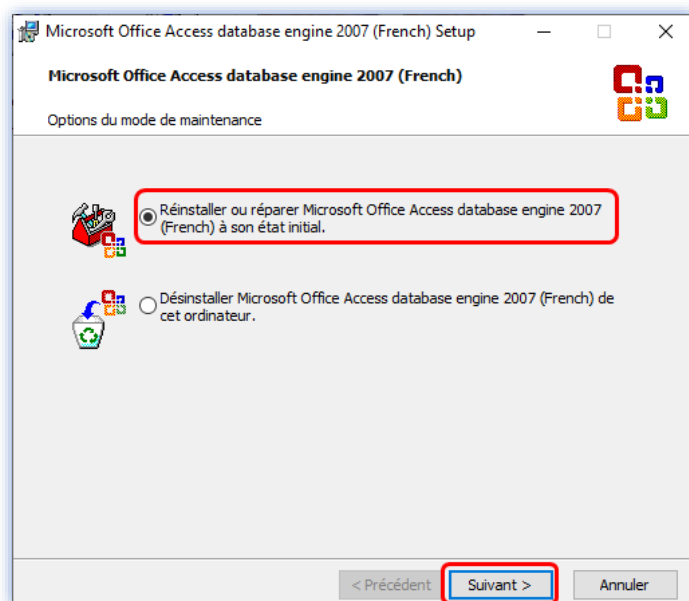 Microsoft Office Access database engine 2007 (French) Setup
Microsoft Office Access database engine 2007 (French)
Options du mode de maintenance
Réinstaller ou réparer Microsoft Office Access database engine 2007
(French) à son état initial.
Désinstaller Microsoft Office Access database engine 2007 (French) de
cet ordinateur.
< Précédent
Suivant >
Annuler